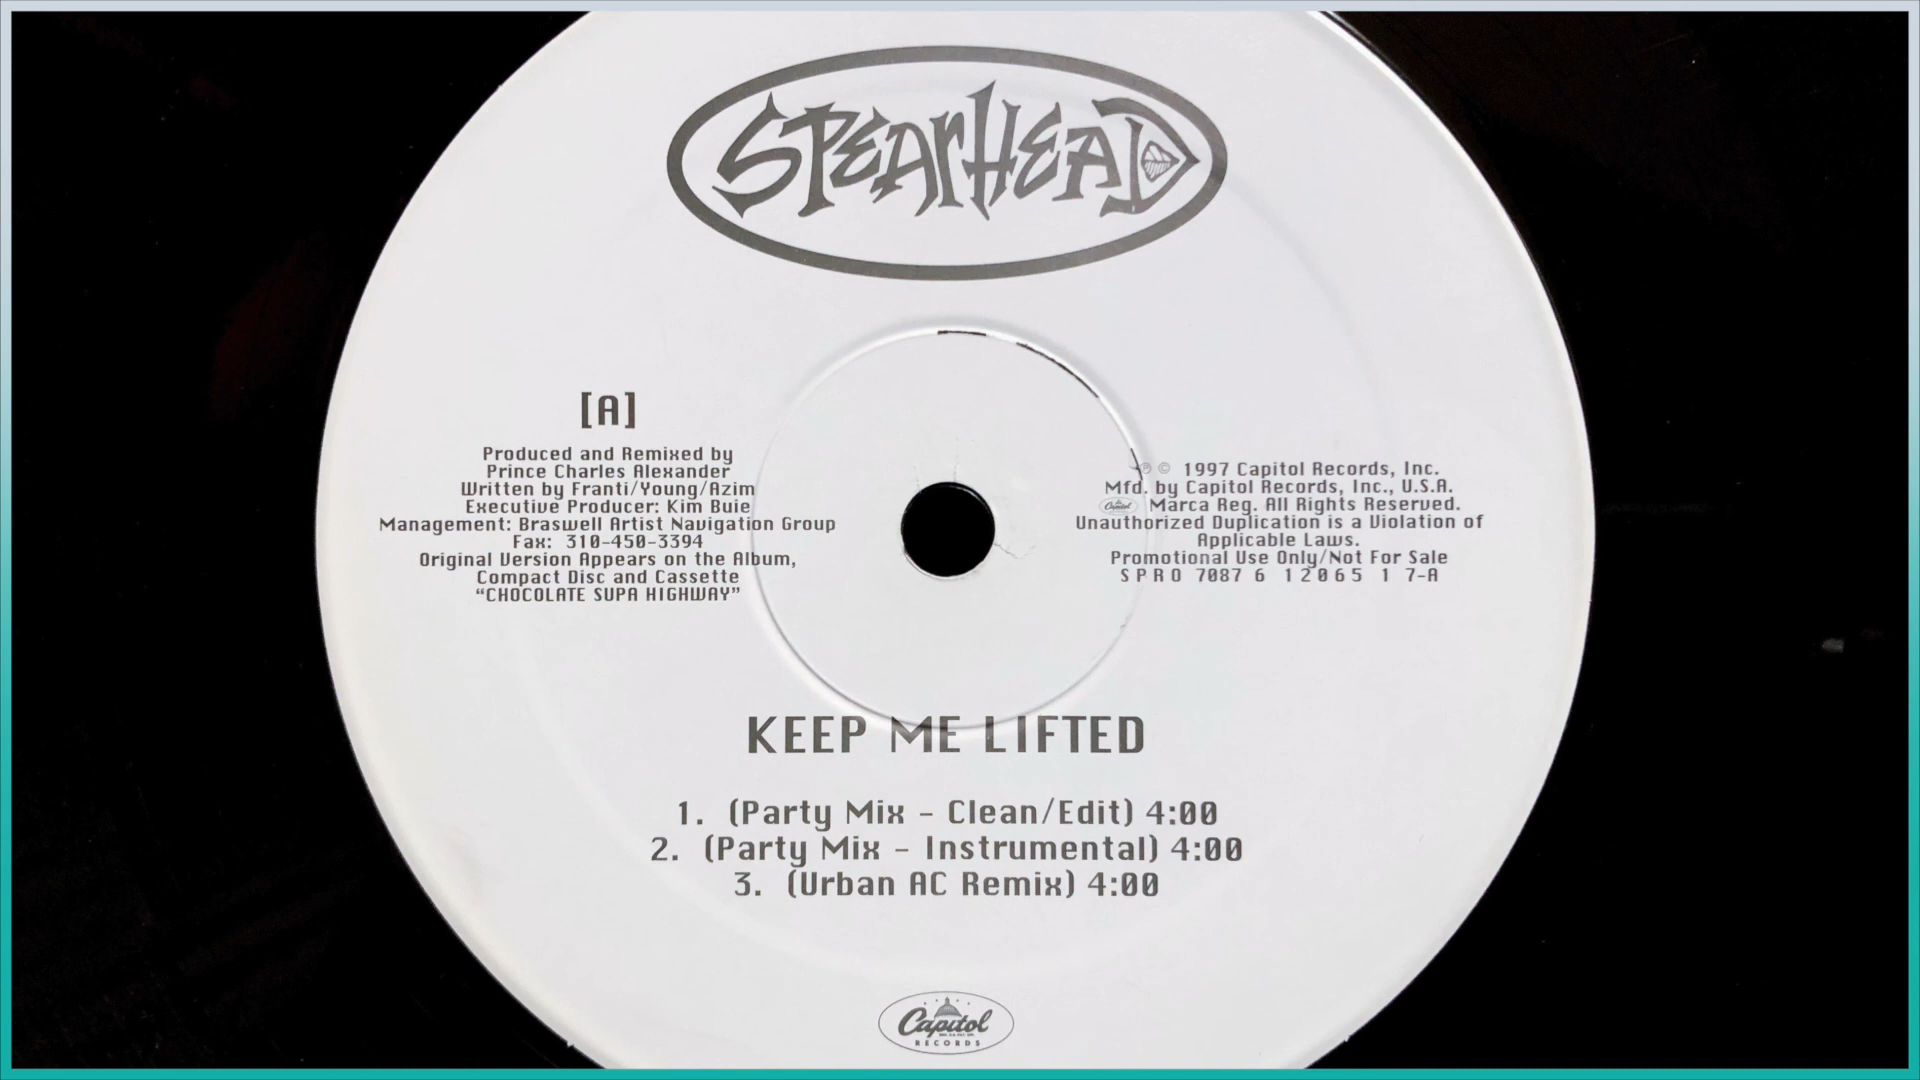 SPEARHEAD
[A]
Produced and Remixed by
Prince Charles Alexander
Written by Franti/Young/Azim
Executive Producer: Kim Buie
Management: Braswell Artist Navigation Group
Fax: 310-450-3394
Original Version Appears on the Album,
Compact Disc and Cassette
“CHOCOLATE SUPA HIGHWAY”
℗ © 1997 Capitol Records, Inc.
Mfd. by Capitol Records, Inc., U.S.A.
Capitol Marca Reg. All Rights Reserved.
Unauthorized Duplication is a Violation of
Applicable Laws.
Promotional Use Only/Not For Sale
SPRO 7087 6 12065 1 7-A
KEEP ME LIFTED
1. (Party Mix - Clean/Edit) 4:00
2. (Party Mix - Instrumental) 4:00
3. (Urban AC Remix) 4:00
Capitol
RECORDS